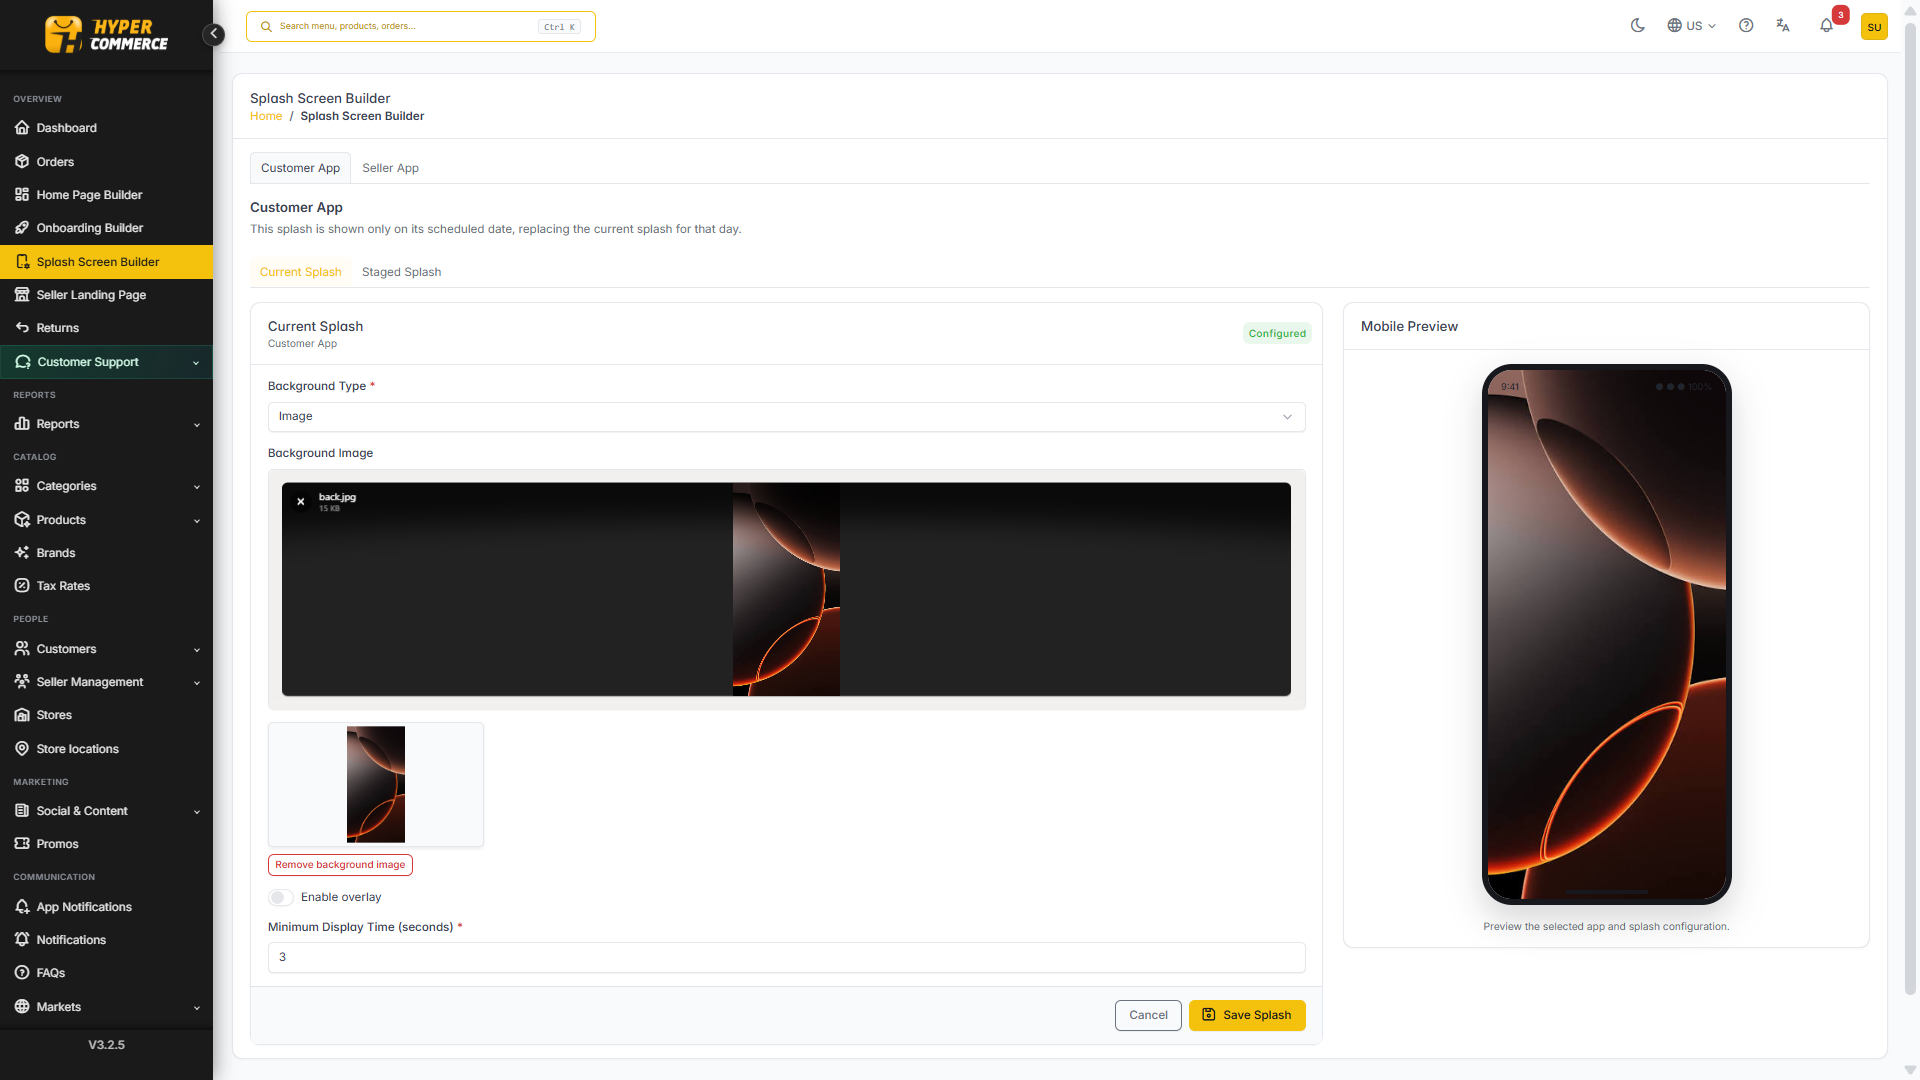 HYPER
COMMERCE
Search menu, products, orders...
Ctrl K
US
3
SU
OVERVIEW
Dashboard
Orders
Home Page Builder
Onboarding Builder
Splash Screen Builder
Seller Landing Page
Returns
Customer Support
REPORTS
Reports
CATALOG
Categories
Products
Brands
Tax Rates
PEOPLE
Customers
Seller Management
Stores
Store locations
MARKETING
Social & Content
Promos
COMMUNICATION
App Notifications
Notifications
FAQs
Markets
V3.2.5
Splash Screen Builder
Home / Splash Screen Builder
Customer App
Seller App
Customer App
This splash is shown only on its scheduled date, replacing the current splash for that day.
Current Splash
Staged Splash
Current Splash
Customer App
Configured
Background Type *
Image
Background Image
back.jpg
15 KB
Remove background image
Enable overlay
Minimum Display Time (seconds) *
3
Cancel
Save Splash
Mobile Preview
9:41
100%
Preview the selected app and splash configuration.